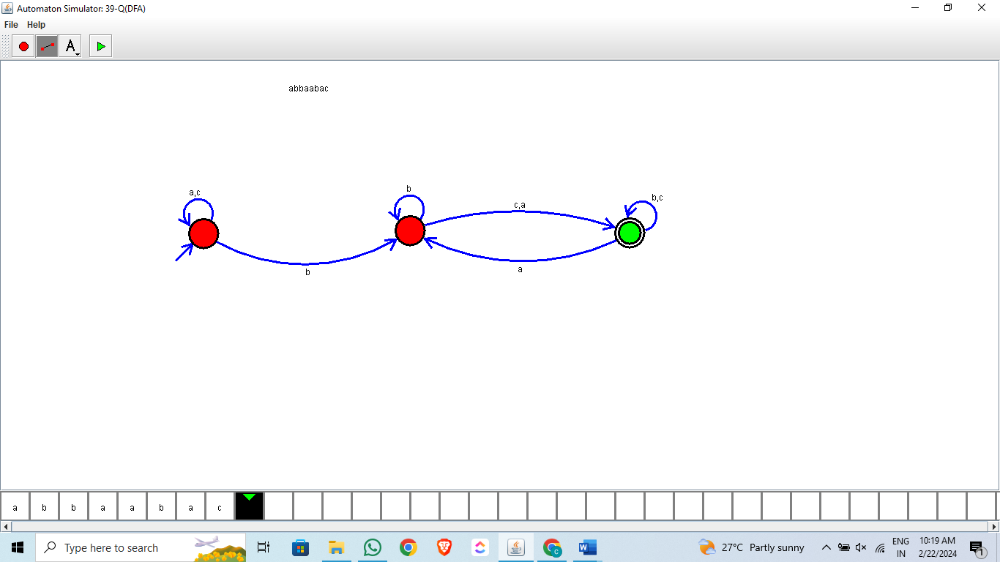 Automaton Simulator: 39-Q(DFA)
File Help
A
abbaabac
a,c
b
c,a
b,c
b
a
a b b a a b a c
Type here to search
27°C Partly sunny
ENG
IN
10:19 AM
2/22/2024
1